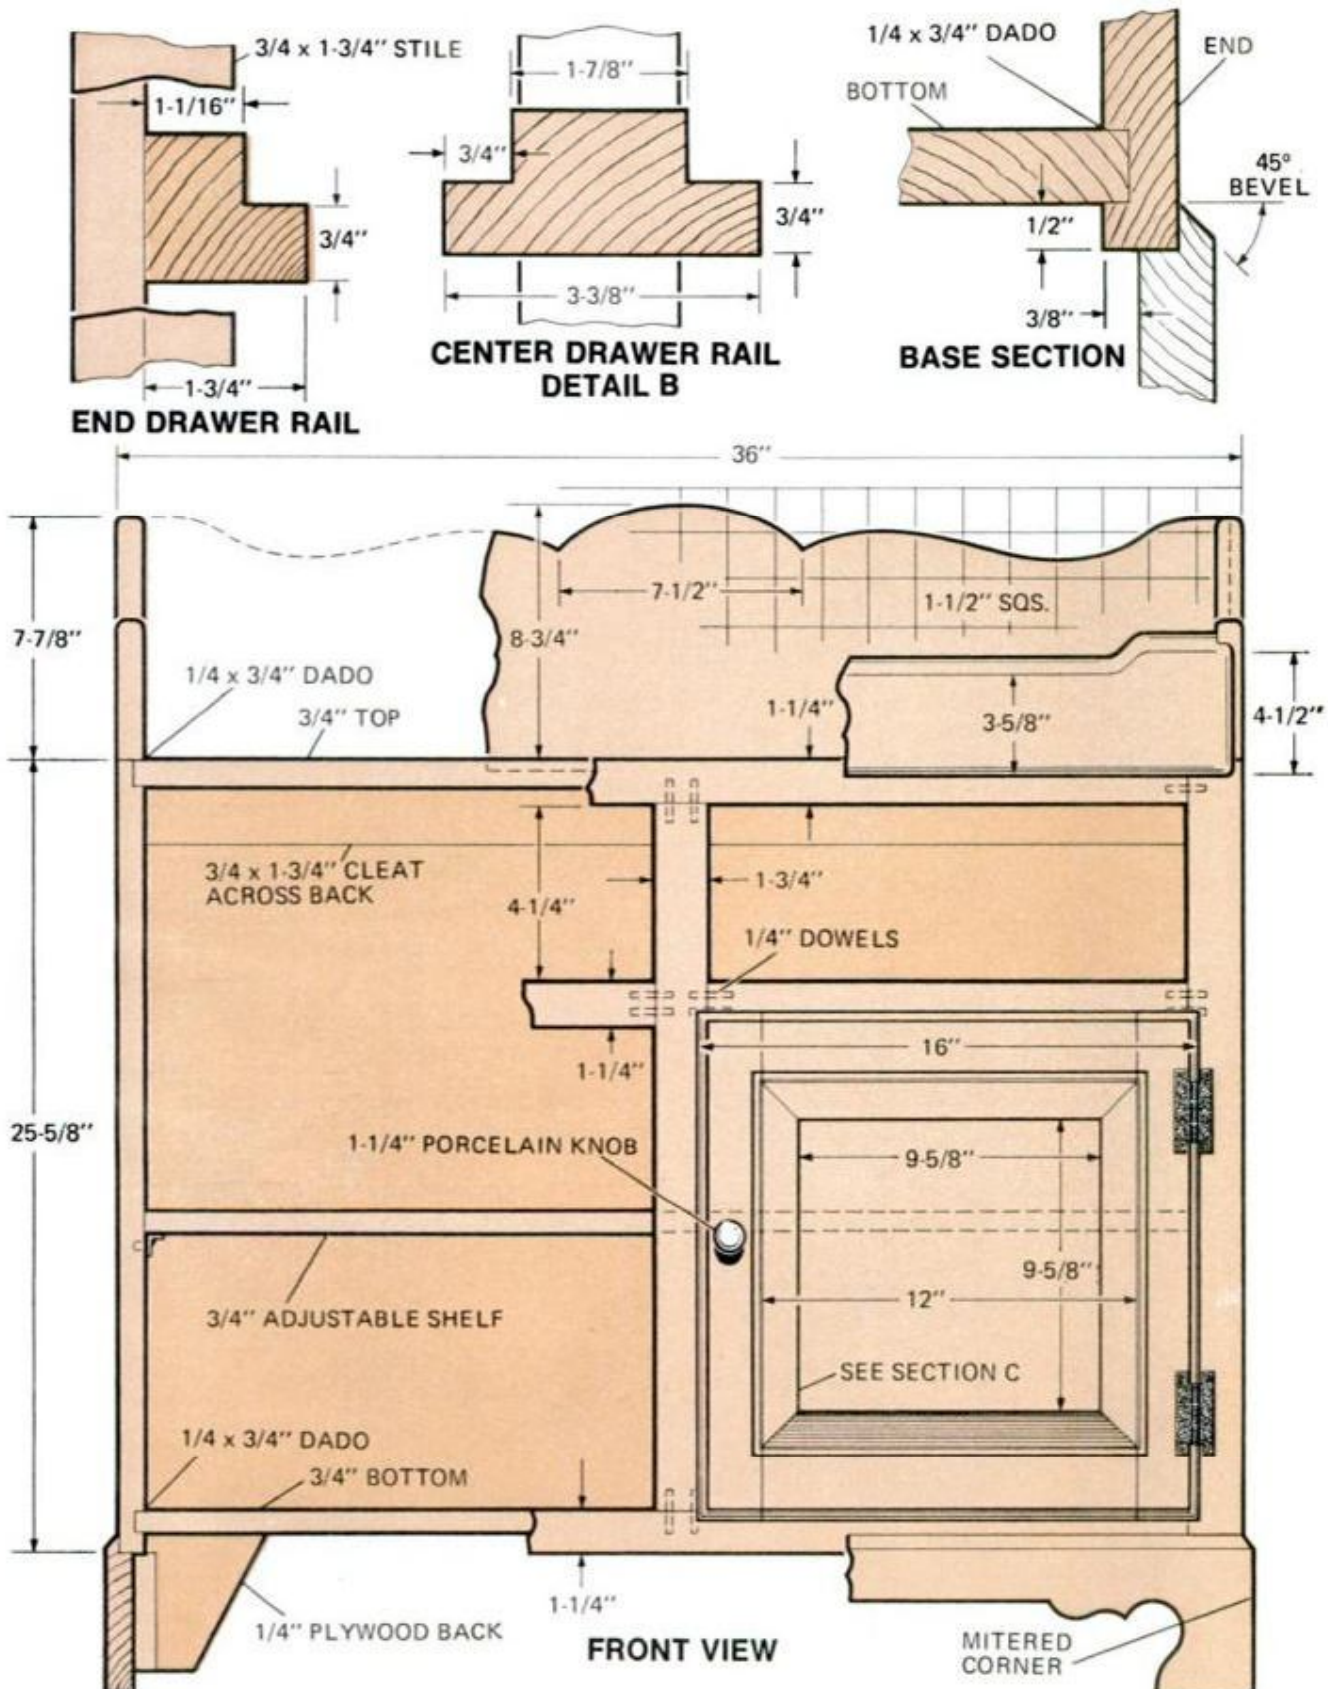 3/4 x 1-3/4" STILE
1-1/16"
3/4"
1-3/4"
END DRAWER RAIL
1-7/8"
3/4"
3/4"
3-3/8"
CENTER DRAWER RAIL
DETAIL B
1/4 x 3/4" DADO
END
BOTTOM
45°
BEVEL
1/2"
3/8"
BASE SECTION
36"
7-7/8"
7-1/2"
1-1/2" SQS.
8-3/4"
1/4 x 3/4" DADO
3/4" TOP
1-1/4"
3-5/8"
4-1/2"
3/4 x 1-3/4" CLEAT
ACROSS BACK
4-1/4"
1-3/4"
1/4" DOWELS
16"
1-1/4"
25-5/8"
1-1/4" PORCELAIN KNOB
9-5/8"
9-5/8"
12"
3/4" ADJUSTABLE SHELF
SEE SECTION C
1/4 x 3/4" DADO
3/4" BOTTOM
1-1/4"
1/4" PLYWOOD BACK
FRONT VIEW
MITERED
CORNER